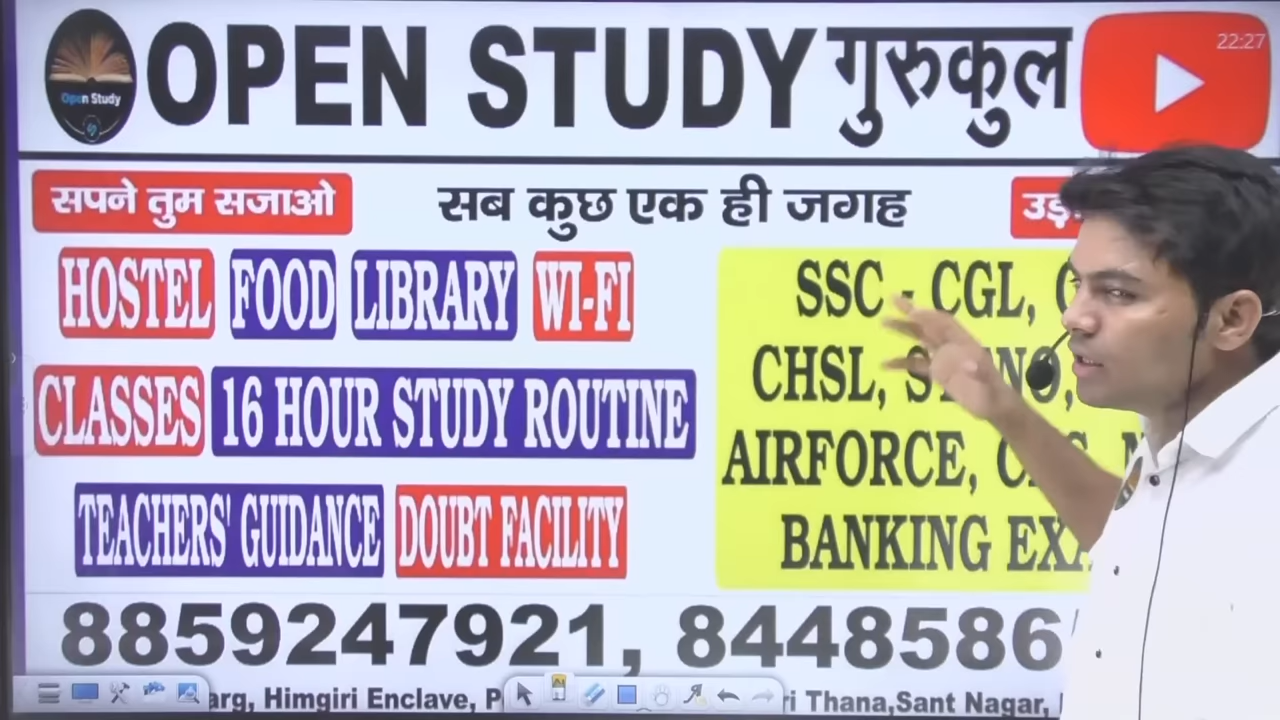 OPEN STUDY गुरुकुल
Open Study
22:27
सपने तुम सजाओ
सब कुछ एक ही जगह
HOSTEL FOOD LIBRARY WI-FI
CLASSES 16 HOUR STUDY ROUTINE
TEACHERS' GUIDANCE DOUBT FACILITY
SSC - CGL,
CHSL,
AIRFORCE,
BANKING
8859247921, 8448586
Himgiri Enclave,
Thana,Sant Nagar,